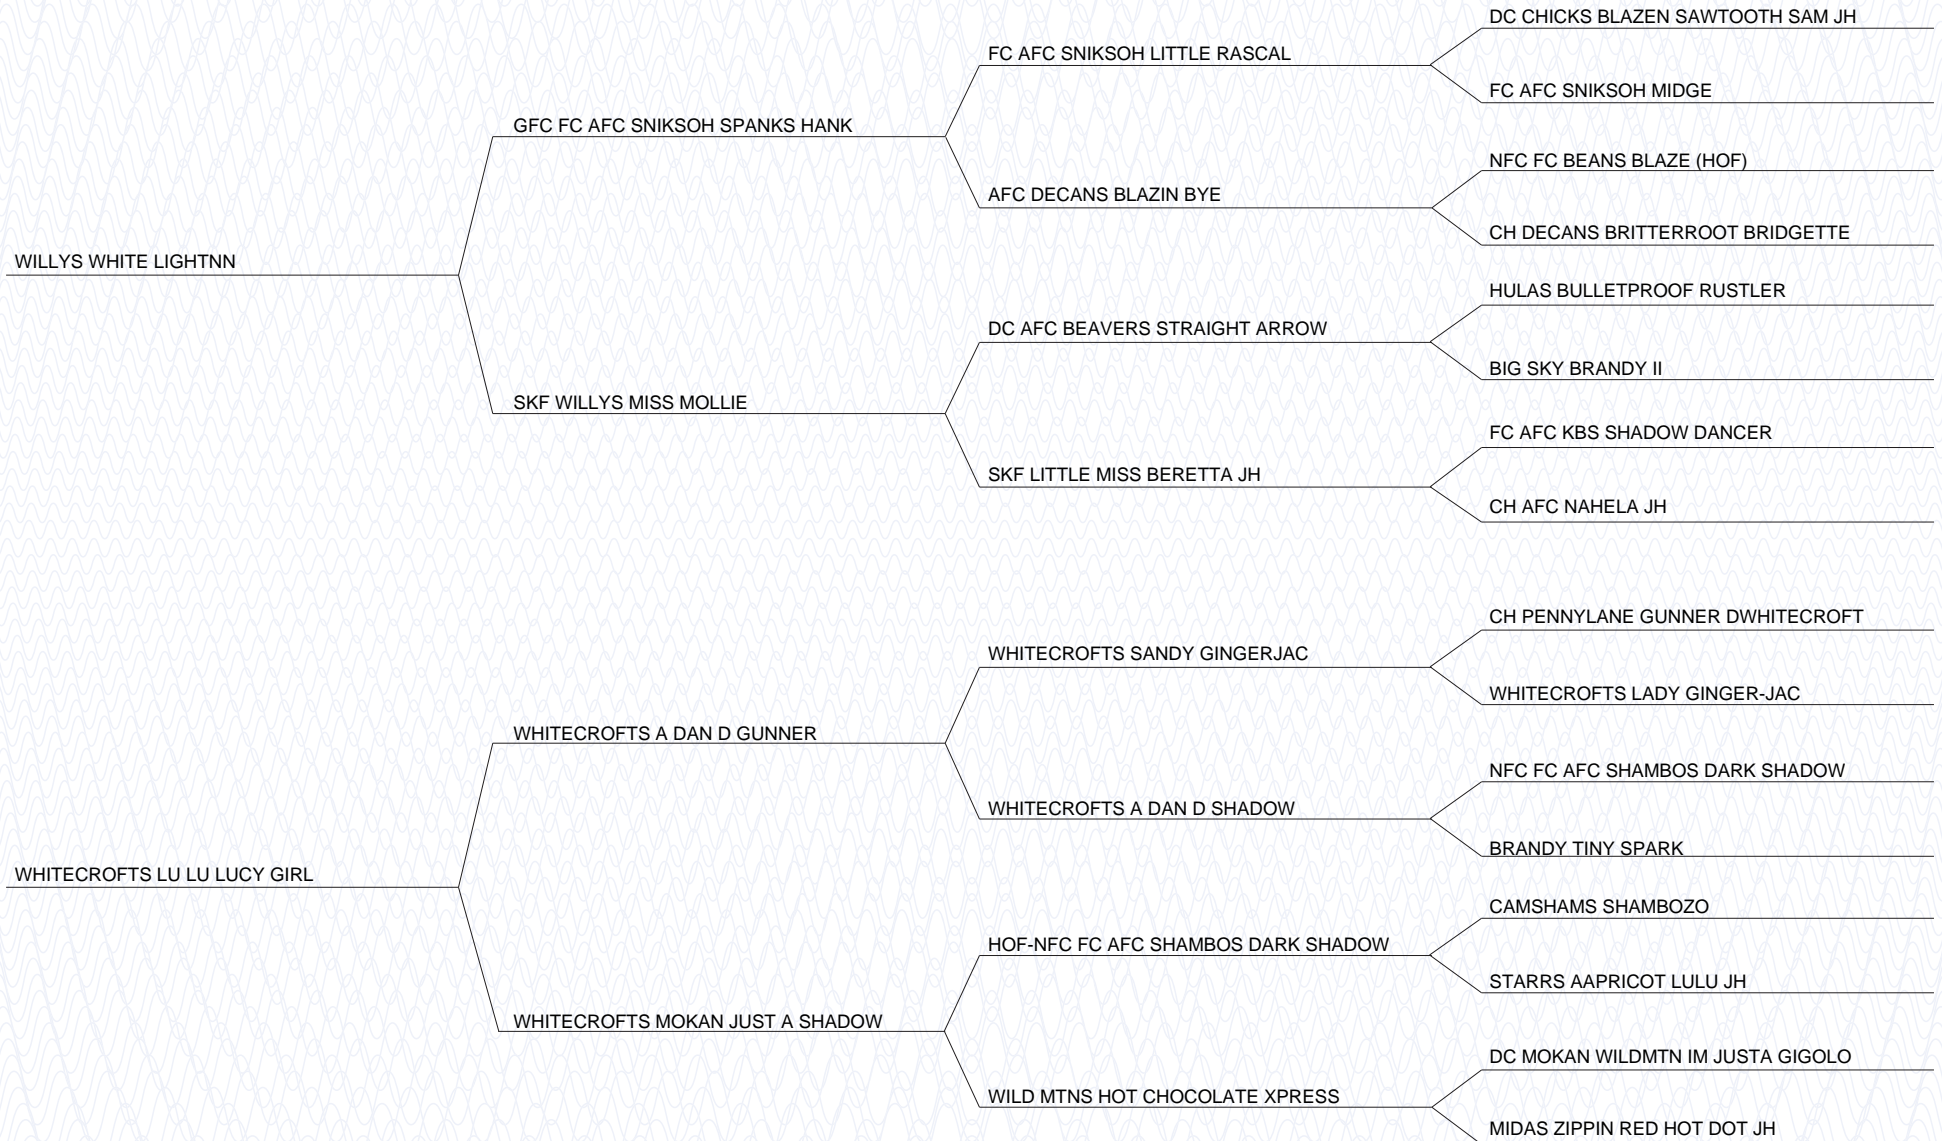 DC CHICKS BLAZEN SAWTOOTH SAM JH
FC AFC SNIKSOH LITTLE RASCAL
FC AFC SNIKSOH MIDGE
GFC FC AFC SNIKSOH SPANKS HANK
NFC FC BEANS BLAZE (HOF)
AFC DECANS BLAZIN BYE
CH DECANS BRITTERROOT BRIDGETTE
WILLYS WHITE LIGHTNN
HULAS BULLETPROOF RUSTLER
DC AFC BEAVERS STRAIGHT ARROW
BIG SKY BRANDY II
SKF WILLYS MISS MOLLIE
FC AFC KBS SHADOW DANCER
SKF LITTLE MISS BERETTA JH
CH AFC NAHELA JH
CH PENNYLANE GUNNER DWHITECROFT
WHITECROFTS SANDY GINGERJAC
WHITECROFTS LADY GINGER-JAC
WHITECROFTS A DAN D GUNNER
NFC FC AFC SHAMBOS DARK SHADOW
WHITECROFTS A DAN D SHADOW
BRANDY TINY SPARK
WHITECROFTS LU LU LUCY GIRL
CAMSHAMS SHAMBOZO
HOF-NFC FC AFC SHAMBOS DARK SHADOW
STARRS AAPRICOT LULU JH
WHITECROFTS MOKAN JUST A SHADOW
DC MOKAN WILDMTN IM JUSTA GIGOLO
WILD MTNS HOT CHOCOLATE XPRESS
MIDAS ZIPPIN RED HOT DOT JH